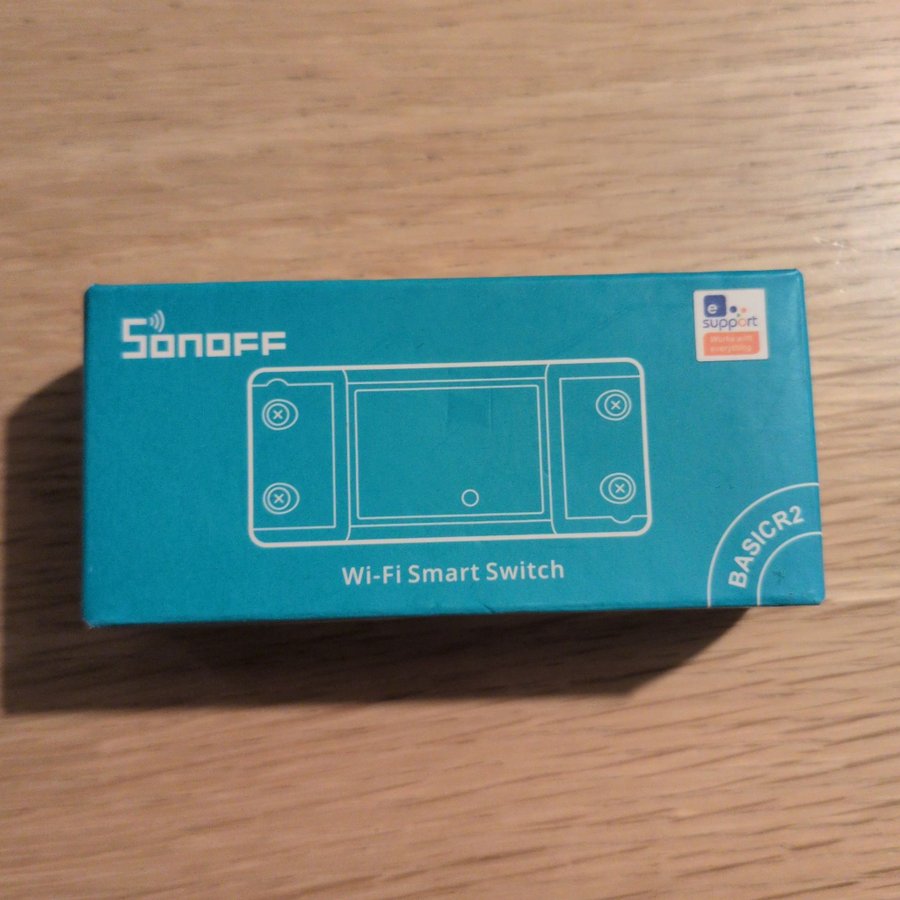 SONOFF
e
support
Works with
everything
BASICR2
Wi-Fi Smart Switch